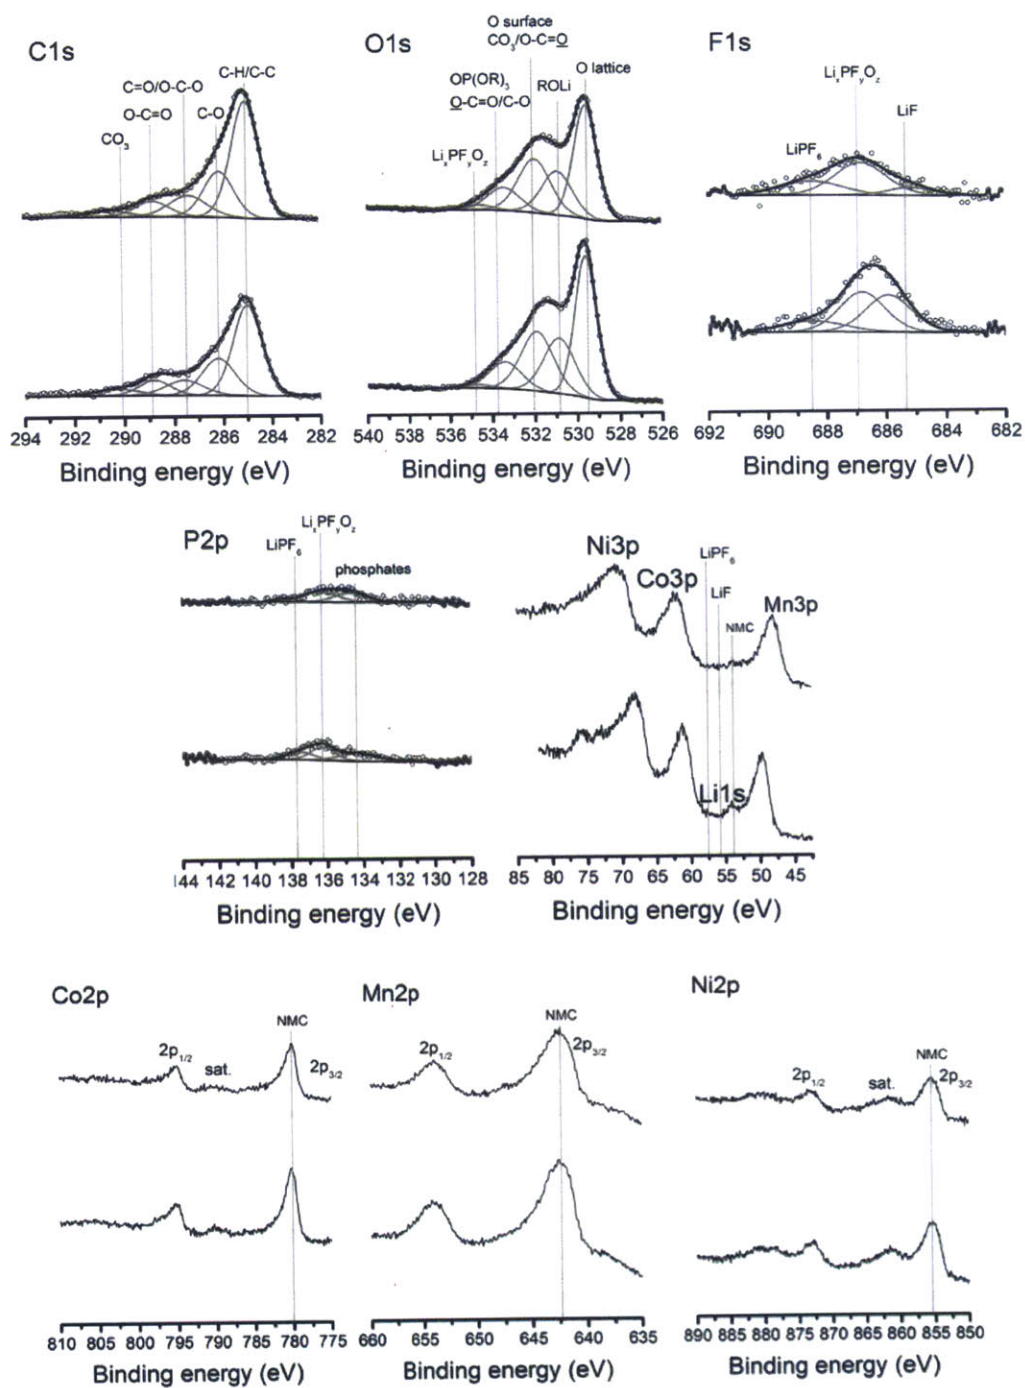 C1s
C=O/O-C-O
C-H/C-C
O-C=O
C-O
CO3
294 292 290 288 286 284 282
Binding energy (eV)
O1s
O surface
CO3/O-C=O
O lattice
OP(OR)3
ROLi
O-C=O/C-O
LixPFyOz
540 538 536 534 532 530 528 526
Binding energy (eV)
F1s
LixPFyOz
LiF
LiPF6
692 690 688 686 684 682
Binding energy (eV)
P2p
LixPFyOz
LiPF6
phosphates
144 142 140 138 136 134 132 130 128
Binding energy (eV)
Ni3p
LiPF6
Co3p
LiF
Mn3p
NMC
Li1s
85 80 75 70 65 60 55 50 45
Binding energy (eV)
Co2p
NMC
2p1/2
sat.
2p3/2
810 805 800 795 790 785 780 775
Binding energy (eV)
Mn2p
NMC
2p1/2
2p3/2
660 655 650 645 640 635
Binding energy (eV)
Ni2p
NMC
2p1/2
sat.
2p3/2
890 885 880 875 870 865 860 855 850
Binding energy (eV)